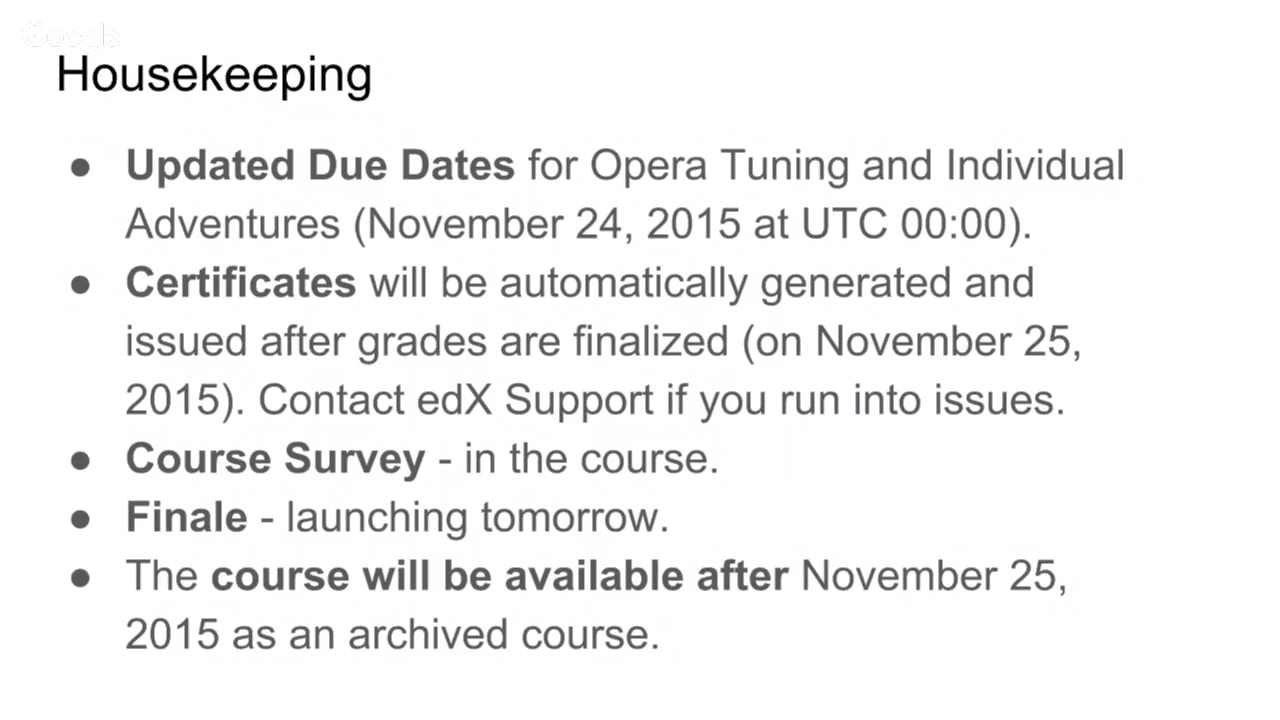 Google
Housekeeping
● Updated Due Dates for Opera Tuning and Individual
Adventures (November 24, 2015 at UTC 00:00).
● Certificates will be automatically generated and
issued after grades are finalized (on November 25,
2015). Contact edX Support if you run into issues.
● Course Survey - in the course.
● Finale - launching tomorrow.
● The course will be available after November 25,
2015 as an archived course.